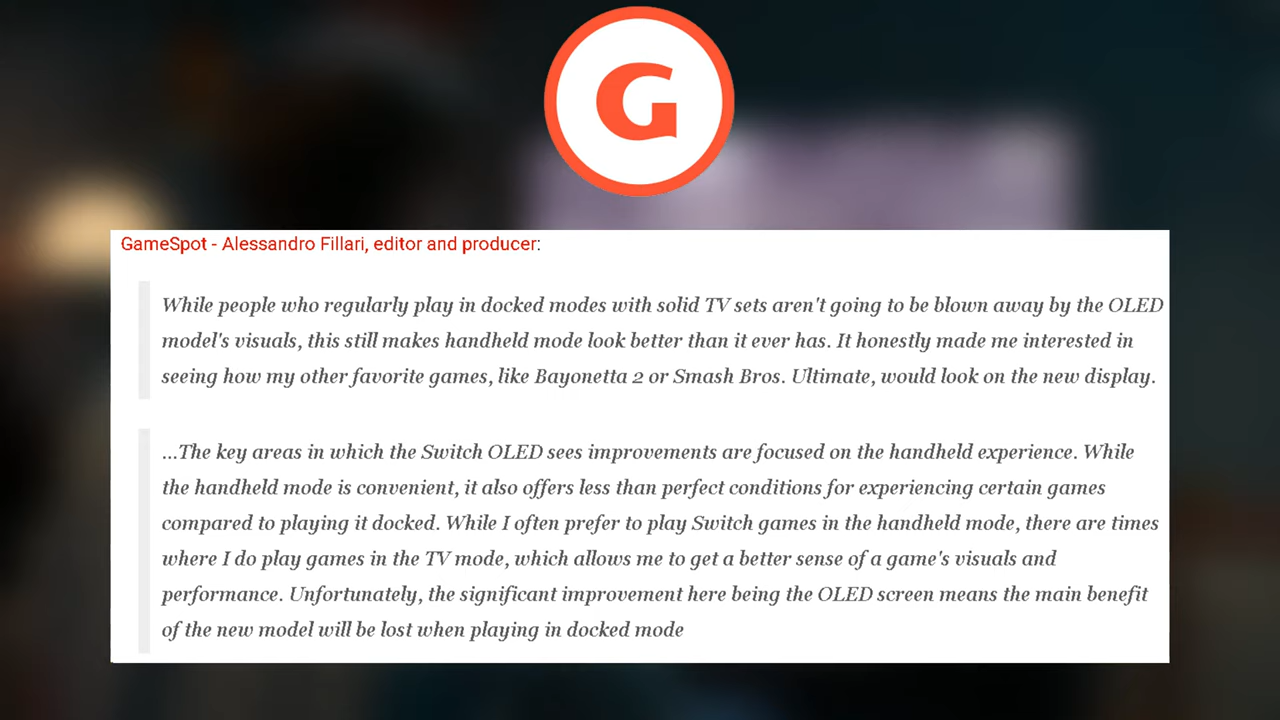 G
GameSpot - Alessandro Fillari, editor and producer:
While people who regularly play in docked modes with solid TV sets aren't going to be blown away by the OLED
model's visuals, this still makes handheld mode look better than it ever has. It honestly made me interested in
seeing how my other favorite games, like Bayonetta 2 or Smash Bros. Ultimate, would look on the new display.
...The key areas in which the Switch OLED sees improvements are focused on the handheld experience. While
the handheld mode is convenient, it also offers less than perfect conditions for experiencing certain games
compared to playing it docked. While I often prefer to play Switch games in the handheld mode, there are times
where I do play games in the TV mode, which allows me to get a better sense of a game's visuals and
performance. Unfortunately, the significant improvement here being the OLED screen means the main benefit
of the new model will be lost when playing in docked mode